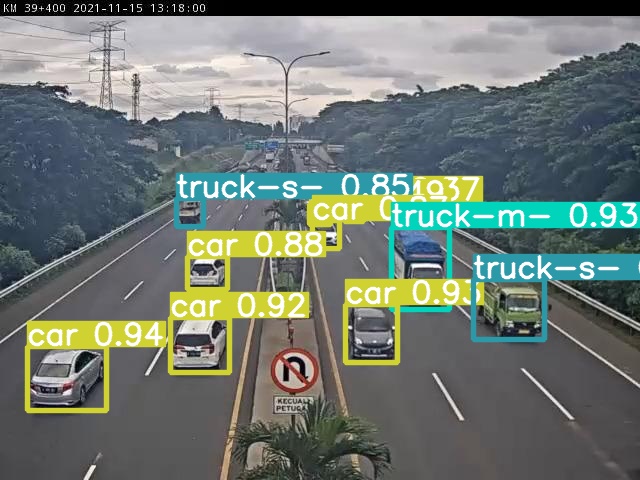 KM 39+400 2021-11-15 13:18:00
truck-s- 0.85
car 0.
truck-m- 0.93
car 0.88
truck-s-
car 0.93
car 0.92
car 0.94
KECUALI
PETUGAS